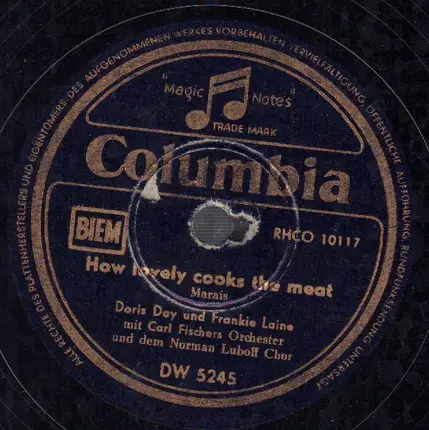 ALLE RECHTE DES PLATTENHERSTELLERS UND EIGENTÜMERS DES AUFGENOMMENEN WERKES VORBEHALTEN VERVIELFÄLTIGUNG, ÖFFENTLICHE AUFFÜHRUNG, RUNDFUNKSENDUNG UNTERSAGT
"Magic Notes"
TRADE MARK
Columbia
BIEM
RHCO 10117
How lovely cooks the meat
Marais
Doris Day und Frankie Laine
mit Carl Fischers Orchester
und dem Norman Luboff Chor
DW 5245